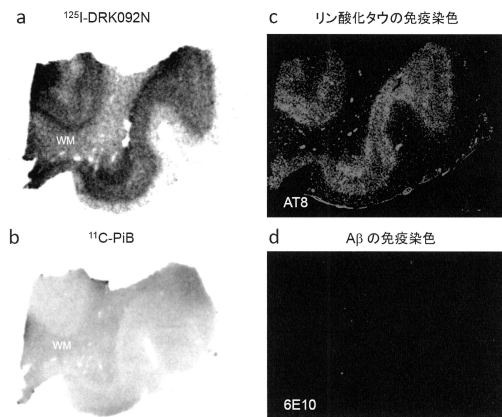 a
¹²⁵I-DRK092N
WM
b
¹¹C-PiB
WM
c
リン酸化タウの免疫染色
AT8
d
Aβ の免疫染色
6E10